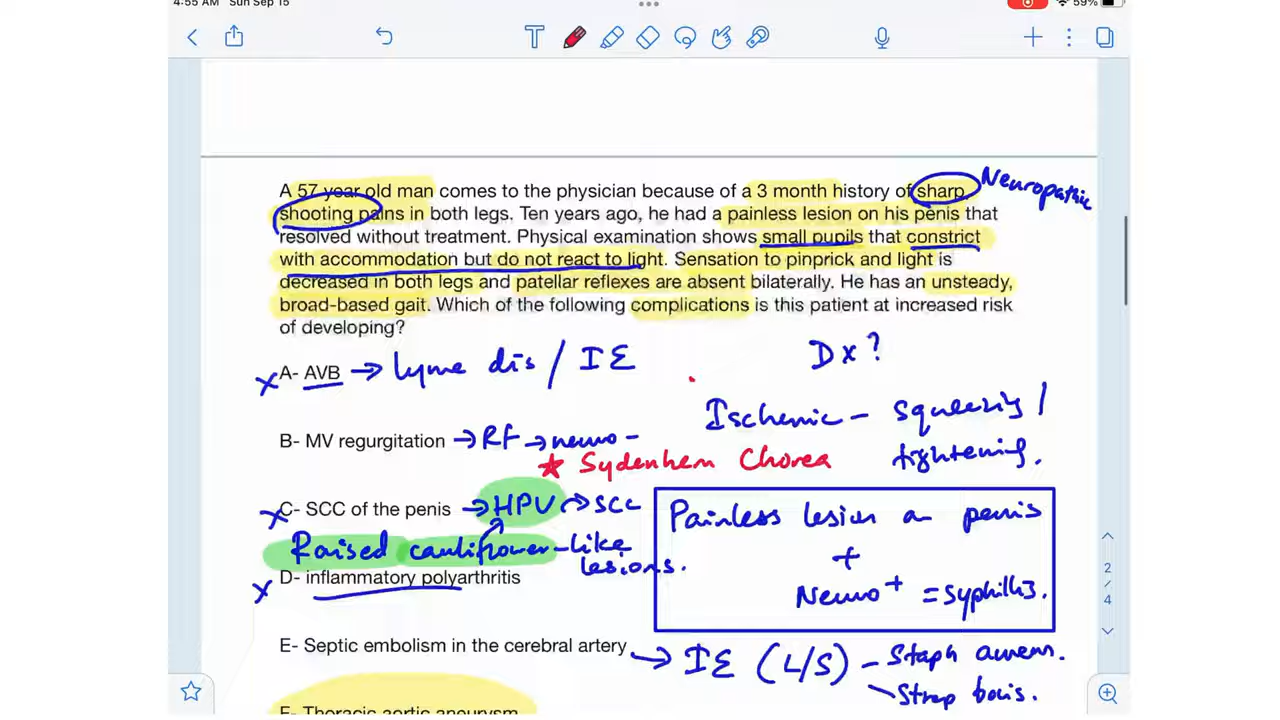 4:55 AM Sun Sep 15
59%
A 57 year old man comes to the physician because of a 3 month history of sharp Neuropathic
shooting pains in both legs. Ten years ago, he had a painless lesion on his penis that
resolved without treatment. Physical examination shows small pupils that constrict
with accommodation but do not react to light. Sensation to pinprick and light is
decreased in both legs and patellar reflexes are absent bilaterally. He has an unsteady,
broad-based gait. Which of the following complications is this patient at increased risk
of developing?
Dx?
x A- AVB → Lyme dis / IE
Ischemic - squeezing /
tightening.
B- MV regurgitation → RF → neuro -
★ Sydenham Chorea
x C- SCC of the penis → HPV → SCC
Raised cauliflower-like
lesions.
Painless lesion on penis
+
Neuro+ = Syphilis.
x D- inflammatory polyarthritis
2
/
4
E- Septic embolism in the cerebral artery → IE (L/S) - Staph aureus.
- Strep bovis.
F- Thoracic aortic aneurysm